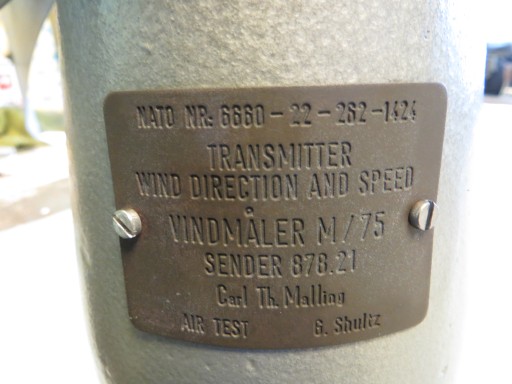 NATO NR: 6660-22-262-1424
TRANSMITTER
WIND DIRECTION AND SPEED
VINDMÅLER M/75
SENDER 878.21
Carl Th. Malling
AIR TEST G. Shultz